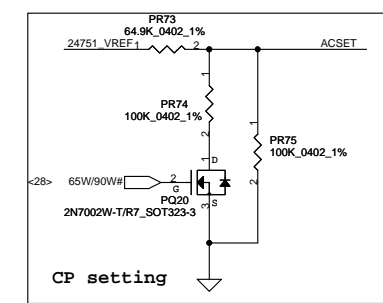 PR73
64.9K_0402_1%
24751_VREF 1 2 ACSET
1 1
PR74
100K_0402_1%
PR75
100K_0402_1%
2 2
1 D
<28> 65W/90W# 2
G
PQ20 3 S
2N7002W-T/R7_SOT323-3
CP setting